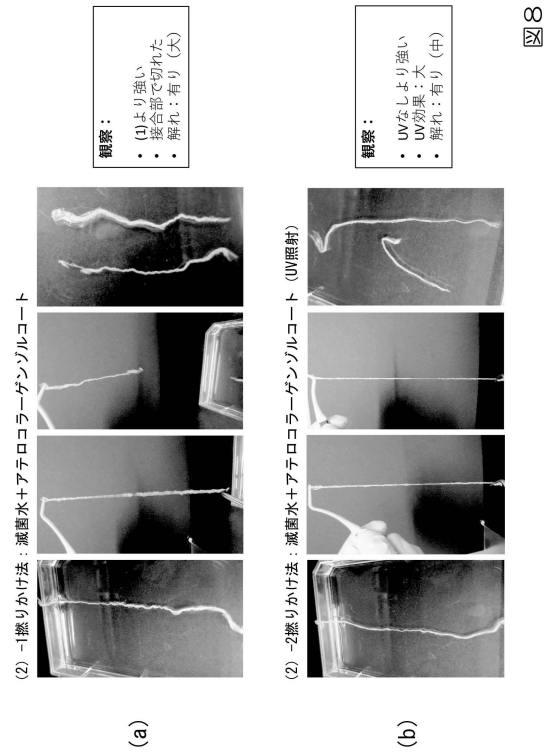 (a)
(2) -1撚りかけ法：滅菌水＋アテロコラーゲンゾルコート
観察：
• (1)より強い
• 接合部で切れた
• 解れ：有り (大)
(b)
(2) -2撚りかけ法：滅菌水＋アテロコラーゲンゾルコート (UV照射)
観察：
• UVなしより強い
• UV効果：大
• 解れ：有り (中)
図8